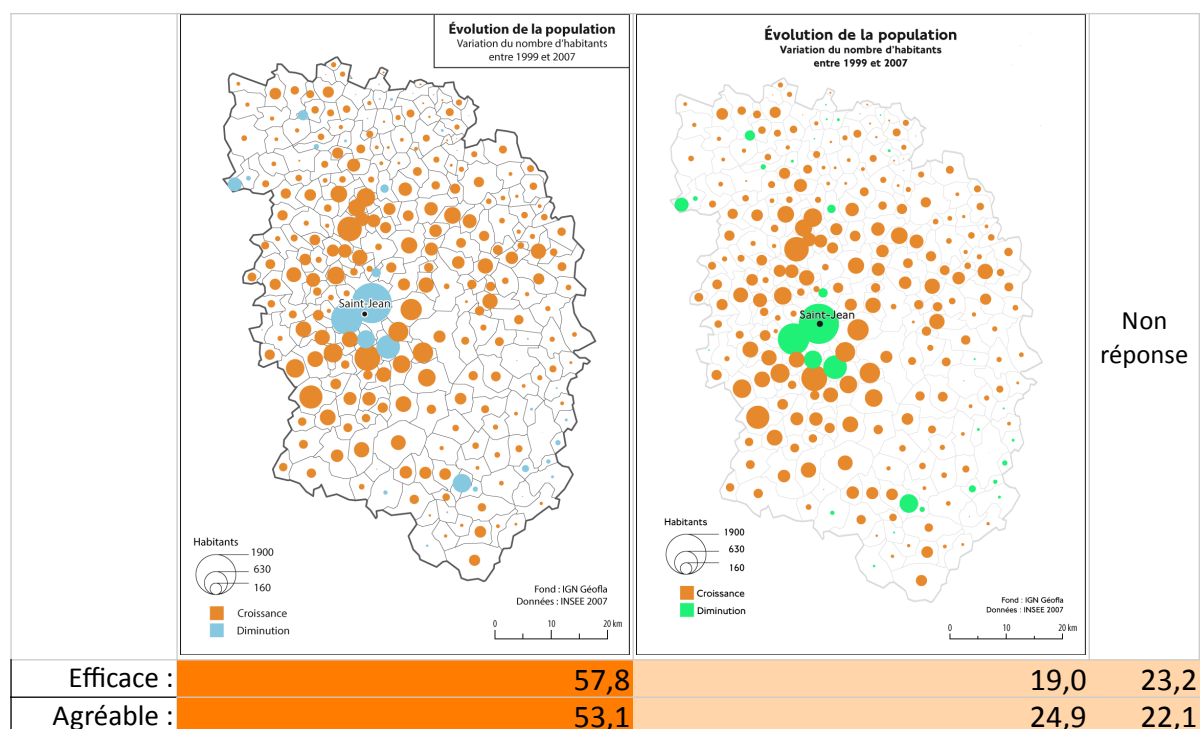 Évolution de la population
Variation du nombre d'habitants
entre 1999 et 2007
Saint-Jean
Habitants
1900
630
160
Croissance
Diminution
Fond : IGN Géofla
Données : INSEE 2007
0 10 20 km
Évolution de la population
Variation du nombre d'habitants
entre 1999 et 2007
Saint-Jean
Habitants
1900
630
160
Croissance
Diminution
Fond : IGN Géofla
Données : INSEE 2007
0 10 20 km
Non
réponse
Efficace : 57,8 19,0 23,2
Agréable : 53,1 24,9 22,1